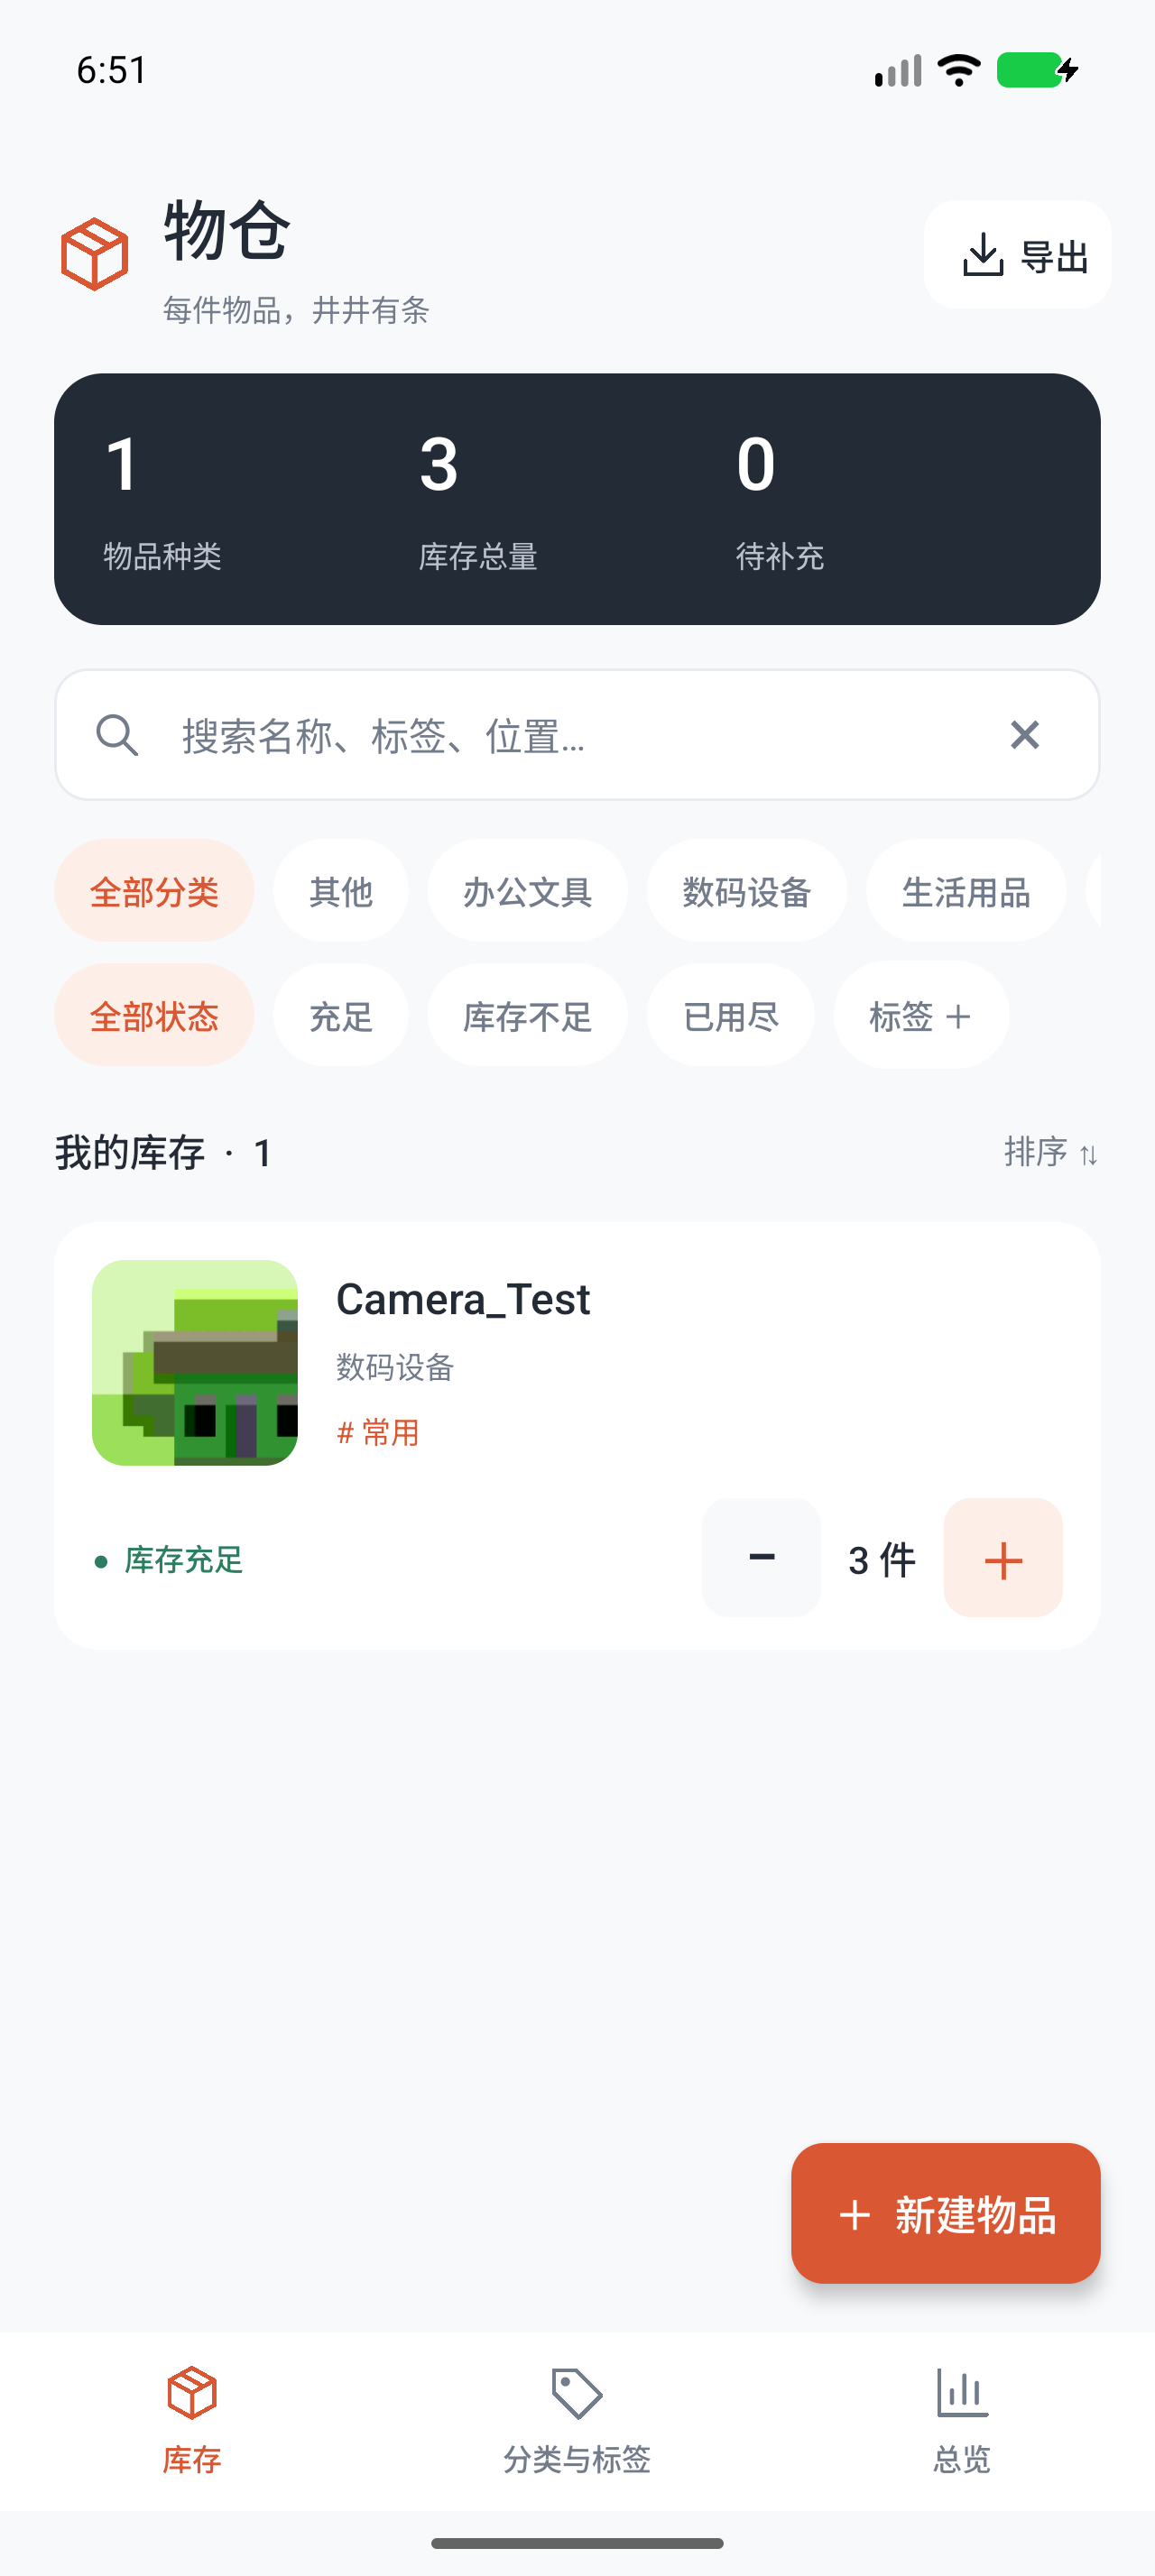 6:51
物仓
每件物品，井井有条
导出
1
3
0
物品种类
库存总量
待补充
搜索名称、标签、位置...
全部分类
其他
办公文具
数码设备
生活用品
全部状态
充足
库存不足
已用尽
标签 ＋
我的库存 · 1
排序 ⇅
Camera_Test
数码设备
# 常用
● 库存充足
−
3 件
＋
＋ 新建物品
库存
分类与标签
总览